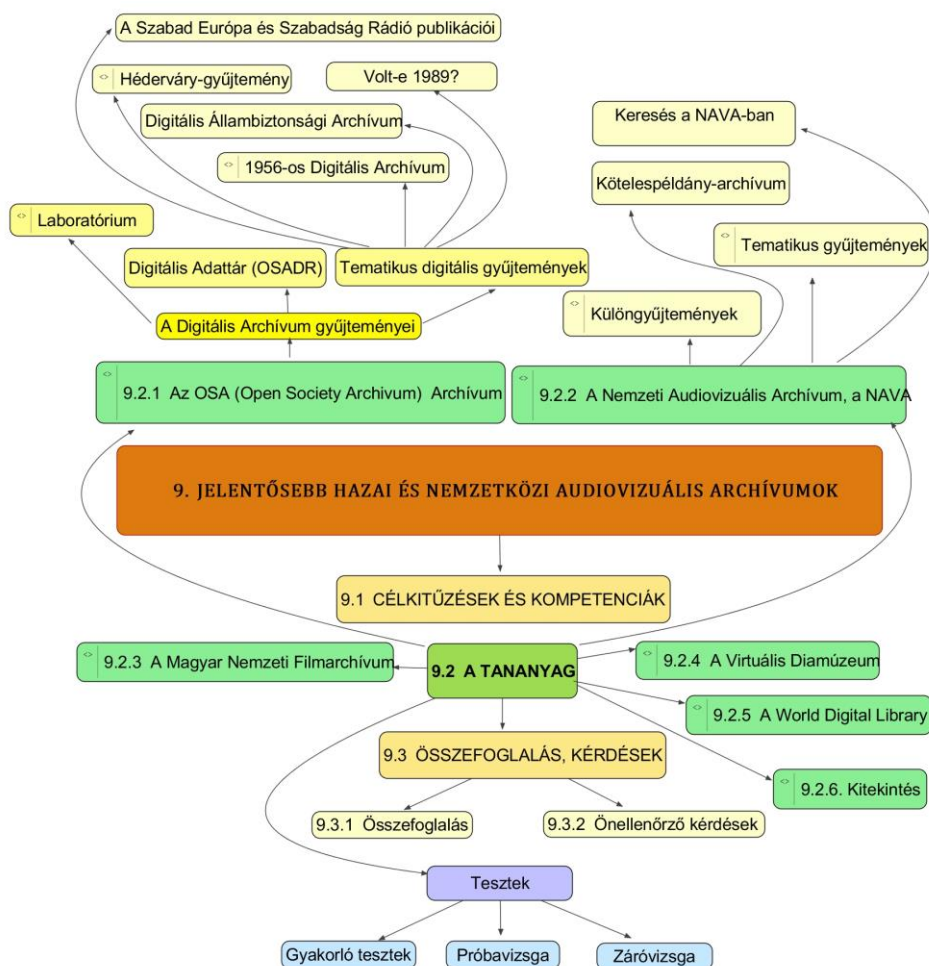 A Szabad Európa és Szabadság Rádió publikációi
Héderváry-gyűjtemény
Volt-e 1989?
Digitális Állambiztonsági Archívum
Keresés a NAVA-ban
1956-os Digitális Archívum
Kötelespéldány-archívum
Laboratórium
Tematikus gyűjtemények
Digitális Adattár (OSADR)
Tematikus digitális gyűjtemények
Különgyűjtemények
A Digitális Archívum gyűjteményei
9.2.1 Az OSA (Open Society Archivum) Archívum
9.2.2 A Nemzeti Audiovizuális Archívum, a NAVA
9. JELENTŐSEBB HAZAI ÉS NEMZETKÖZI AUDIOVIZUÁLIS ARCHÍVUMOK
9.1 CÉLKITŰZÉSEK ÉS KOMPETENCIÁK
9.2.3 A Magyar Nemzeti Filmarchívum
9.2 A TANANYAG
9.2.4 A Virtuális Diamúzeum
9.2.5 A World Digital Library
9.3 ÖSSZEFOGLALÁS, KÉRDÉSEK
9.2.6. Kitekintés
9.3.1 Összefoglalás
9.3.2 Önellenőrző kérdések
Tesztek
Gyakorló tesztek
Próbavizsga
Záróvizsga